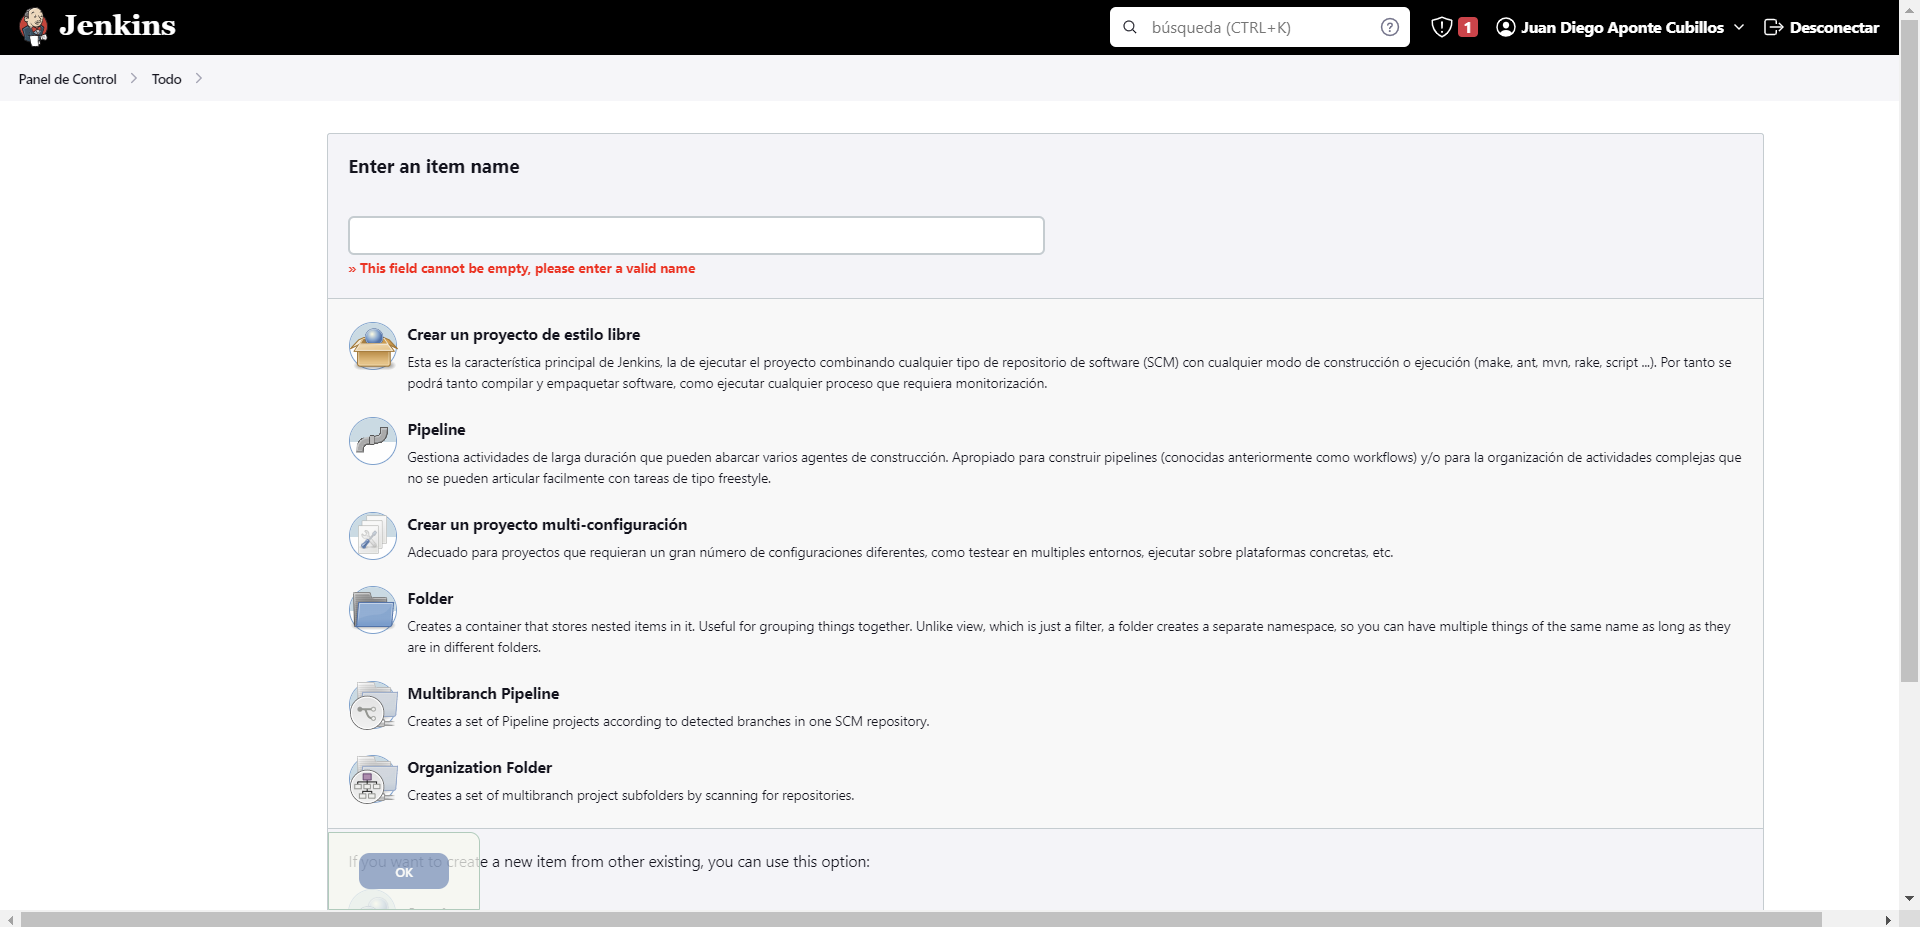 Jenkins
búsqueda (CTRL+K)
1
Juan Diego Aponte Cubillos
Desconectar
Panel de Control
Todo
Enter an item name
» This field cannot be empty, please enter a valid name
Crear un proyecto de estilo libre
Esta es la característica principal de Jenkins, la de ejecutar el proyecto combinando cualquier tipo de repositorio de software (SCM) con cualquier modo de construcción o ejecución (make, ant, mvn, rake, script ...). Por tanto se
podrá tanto compilar y empaquetar software, como ejecutar cualquier proceso que requiera monitorización.
Pipeline
Gestiona actividades de larga duración que pueden abarcar varios agentes de construcción. Apropiado para construir pipelines (conocidas anteriormente como workflows) y/o para la organización de actividades complejas que
no se pueden articular facilmente con tareas de tipo freestyle.
Crear un proyecto multi-configuración
Adecuado para proyectos que requieran un gran número de configuraciones diferentes, como testear en multiples entornos, ejecutar sobre plataformas concretas, etc.
Folder
Creates a container that stores nested items in it. Useful for grouping things together. Unlike view, which is just a filter, a folder creates a separate namespace, so you can have multiple things of the same name as long as they
are in different folders.
Multibranch Pipeline
Creates a set of Pipeline projects according to detected branches in one SCM repository.
Organization Folder
Creates a set of multibranch project subfolders by scanning for repositories.
If you want to create a new item from other existing, you can use this option:
OK